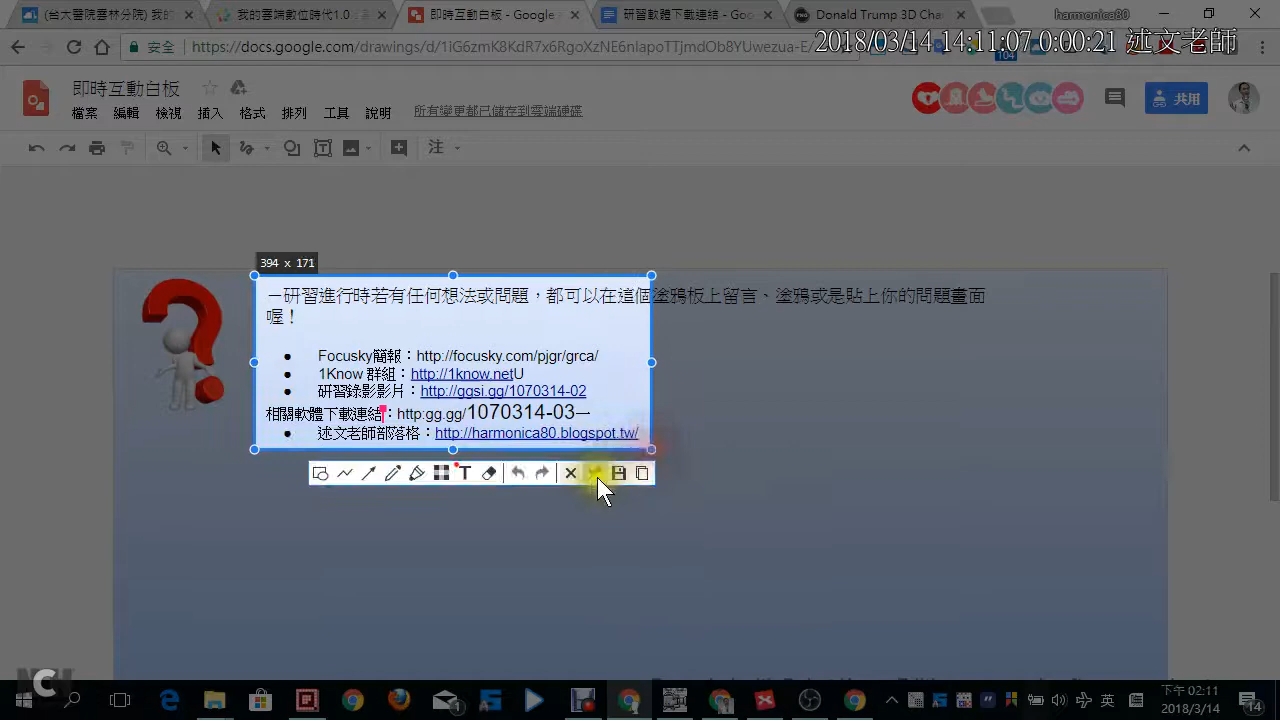 (台大雲院雲林分院) 我的
我的雲端數位時代1.0
即時互動白板 - Google
研習軟體下載連結 - Goo
Donald Trump 3D Cha
harmonica80
安全
https://docs.google.com/drawings/d/1lG6zmK8KdR7x6RgoXzNE6nIapoTTjmdOb8YUwezua-E/
2018/03/14 14:11:07 0:00:21 述文老師
104
即時互動白板
檔案 編輯 檢視 插入 格式 排列 工具 說明
所有變更都已儲存到雲端硬碟
共用
注
394 x 171
一研習進行時若有任何想法或問題，都可以在這個塗鴉板上留言、塗鴉或是貼上你的問題畫面
喔！
● Focusky簡報：http://focusky.com/pjgr/grca/
● 1Know 群組：http://1know.netU
● 研習錄影影片：http://ggsi.gg/1070314-02
相關軟體下載連結：http:gg.gg/1070314-03一
● 述文老師部落格：http://harmonica80.blogspot.tw/
T
C
英
下午 02:11
2018/3/14
14